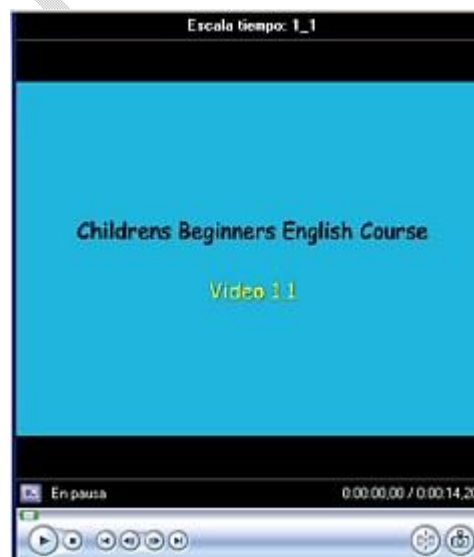 Escala tiempo: 1_1
Childrens Beginners English Course
Video 1.1
En pausa
0:00:00,00 / 0:00:14,20